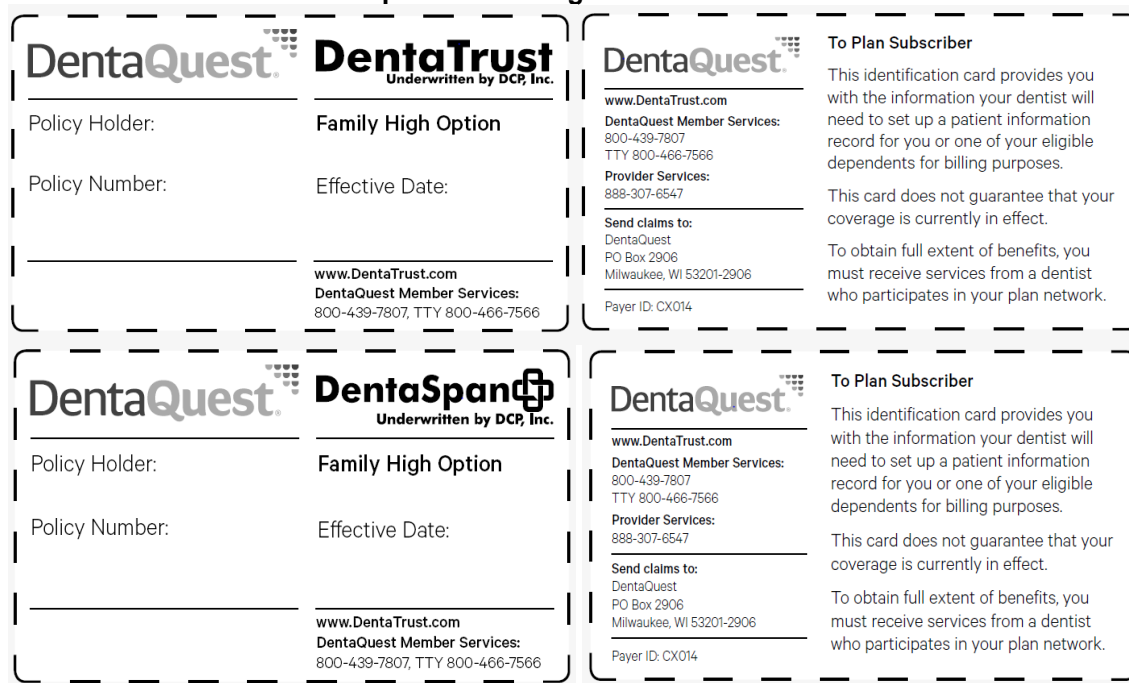 DentaQuest®
DentaTrust
Underwritten by DCP, Inc.
Policy Holder:
Family High Option
Policy Number:
Effective Date:
www.DentaTrust.com
DentaQuest Member Services:
800-439-7807, TTY 800-466-7566
DentaQuest®
www.DentaTrust.com
DentaQuest Member Services:
800-439-7807
TTY 800-466-7566
Provider Services:
888-307-6547
Send claims to:
DentaQuest
PO Box 2906
Milwaukee, WI 53201-2906
Payer ID: CX014
To Plan Subscriber
This identification card provides you
with the information your dentist will
need to set up a patient information
record for you or one of your eligible
dependents for billing purposes.
This card does not guarantee that your
coverage is currently in effect.
To obtain full extent of benefits, you
must receive services from a dentist
who participates in your plan network.
DentaQuest®
DentaSpan
Underwritten by DCP, Inc.
Policy Holder:
Family High Option
Policy Number:
Effective Date:
www.DentaTrust.com
DentaQuest Member Services:
800-439-7807, TTY 800-466-7566
DentaQuest®
www.DentaTrust.com
DentaQuest Member Services:
800-439-7807
TTY 800-466-7566
Provider Services:
888-307-6547
Send claims to:
DentaQuest
PO Box 2906
Milwaukee, WI 53201-2906
Payer ID: CX014
To Plan Subscriber
This identification card provides you
with the information your dentist will
need to set up a patient information
record for you or one of your eligible
dependents for billing purposes.
This card does not guarantee that your
coverage is currently in effect.
To obtain full extent of benefits, you
must receive services from a dentist
who participates in your plan network.